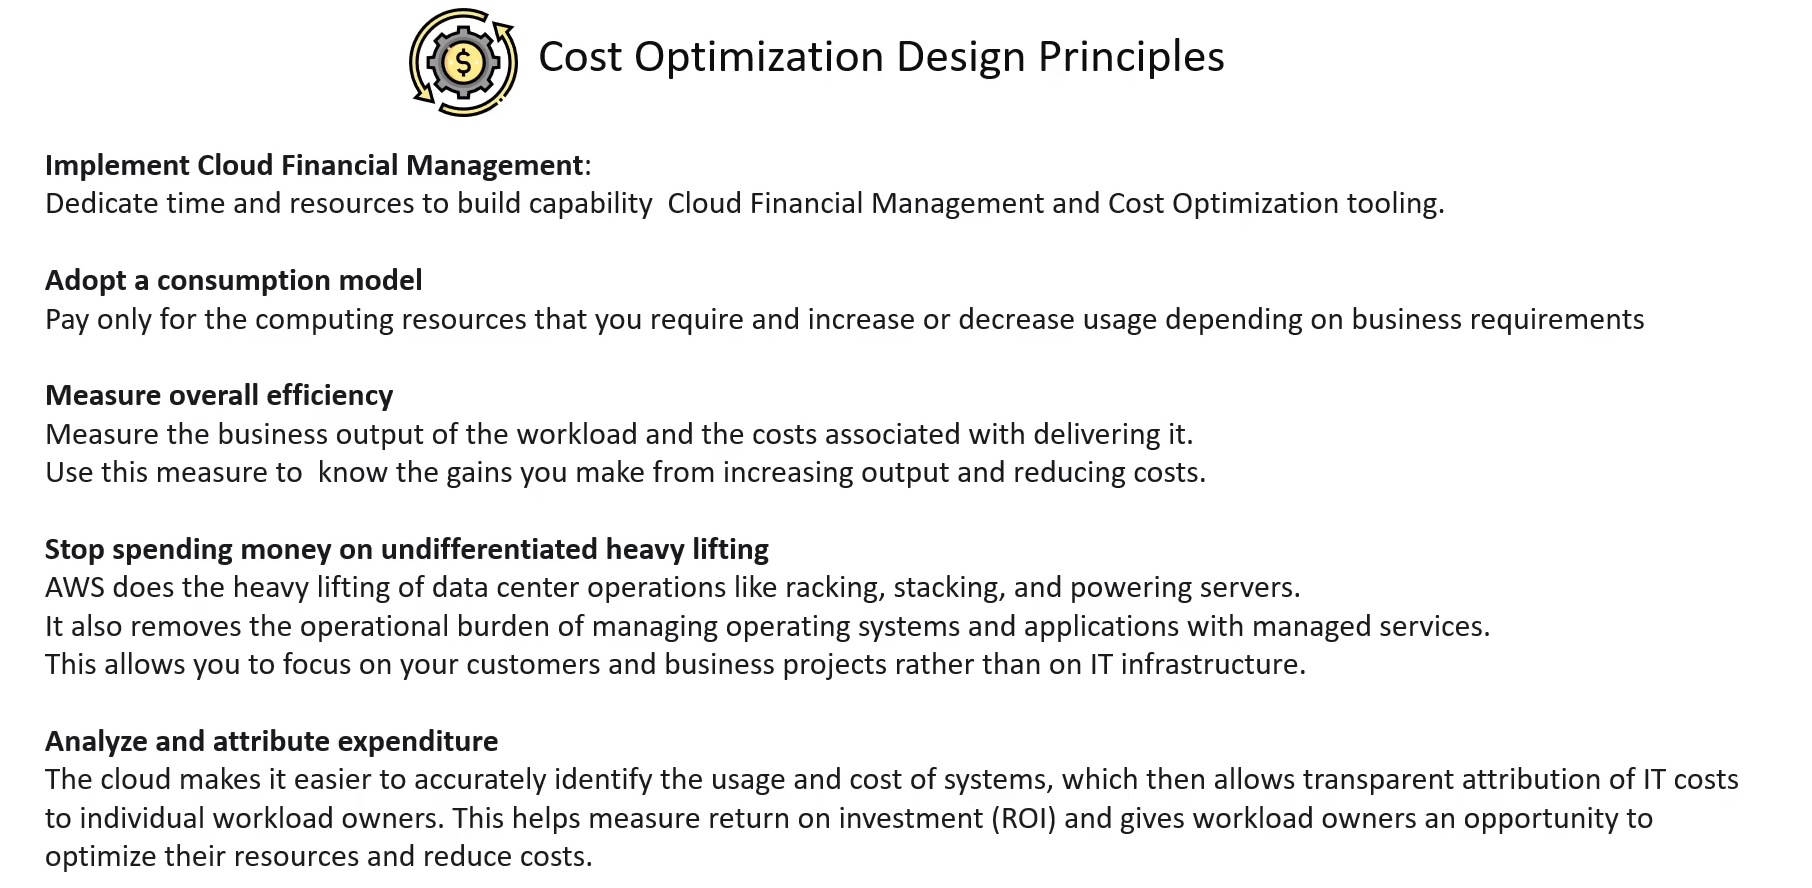 $
Cost Optimization Design Principles
Implement Cloud Financial Management:
Dedicate time and resources to build capability  Cloud Financial Management and Cost Optimization tooling.
Adopt a consumption model
Pay only for the computing resources that you require and increase or decrease usage depending on business requirements
Measure overall efficiency
Measure the business output of the workload and the costs associated with delivering it.
Use this measure to  know the gains you make from increasing output and reducing costs.
Stop spending money on undifferentiated heavy lifting
AWS does the heavy lifting of data center operations like racking, stacking, and powering servers.
It also removes the operational burden of managing operating systems and applications with managed services.
This allows you to focus on your customers and business projects rather than on IT infrastructure.
Analyze and attribute expenditure
The cloud makes it easier to accurately identify the usage and cost of systems, which then allows transparent attribution of IT costs
to individual workload owners. This helps measure return on investment (ROI) and gives workload owners an opportunity to
optimize their resources and reduce costs.